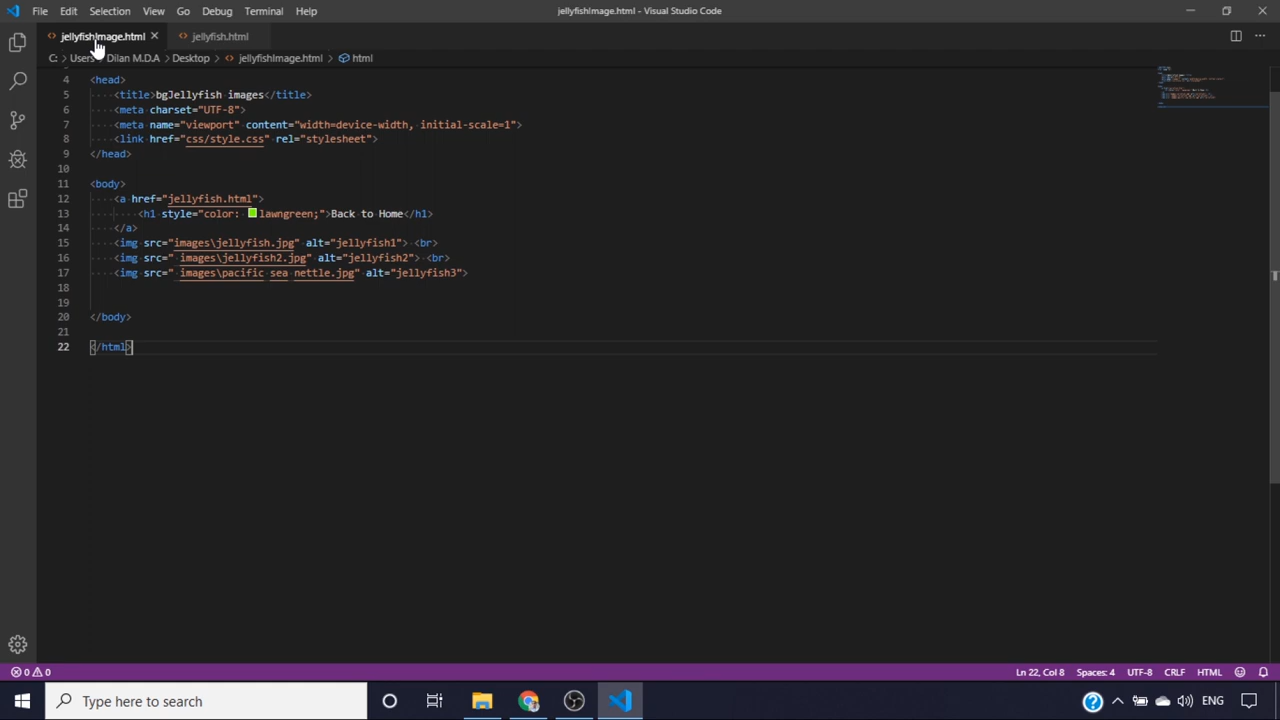 File Edit Selection View Go Debug Terminal Help jellyfishImage.html - Visual Studio Code
jellyfishImage.html jellyfish.html
C: > Users > Dilan M.D.A > Desktop > jellyfishImage.html > html
4 <head>
5 <title>bgJellyfish images</title>
6 <meta charset="UTF-8">
7 <meta name="viewport" content="width=device-width, initial-scale=1">
8 <link href="css/style.css" rel="stylesheet">
9 </head>
10
11 <body>
12 <a href="jellyfish.html">
13 <h1 style="color: lawngreen;">Back to Home</h1>
14 </a>
15 <img src="images\jellyfish.jpg" alt="jellyfish1"> <br>
16 <img src=" images\jellyfish2.jpg" alt="jellyfish2"> <br>
17 <img src=" images\pacific sea nettle.jpg" alt="jellyfish3">
18
19
20 </body>
21
22 </html>
0 0 Ln 22, Col 8 Spaces: 4 UTF-8 CRLF HTML
Type here to search ENG